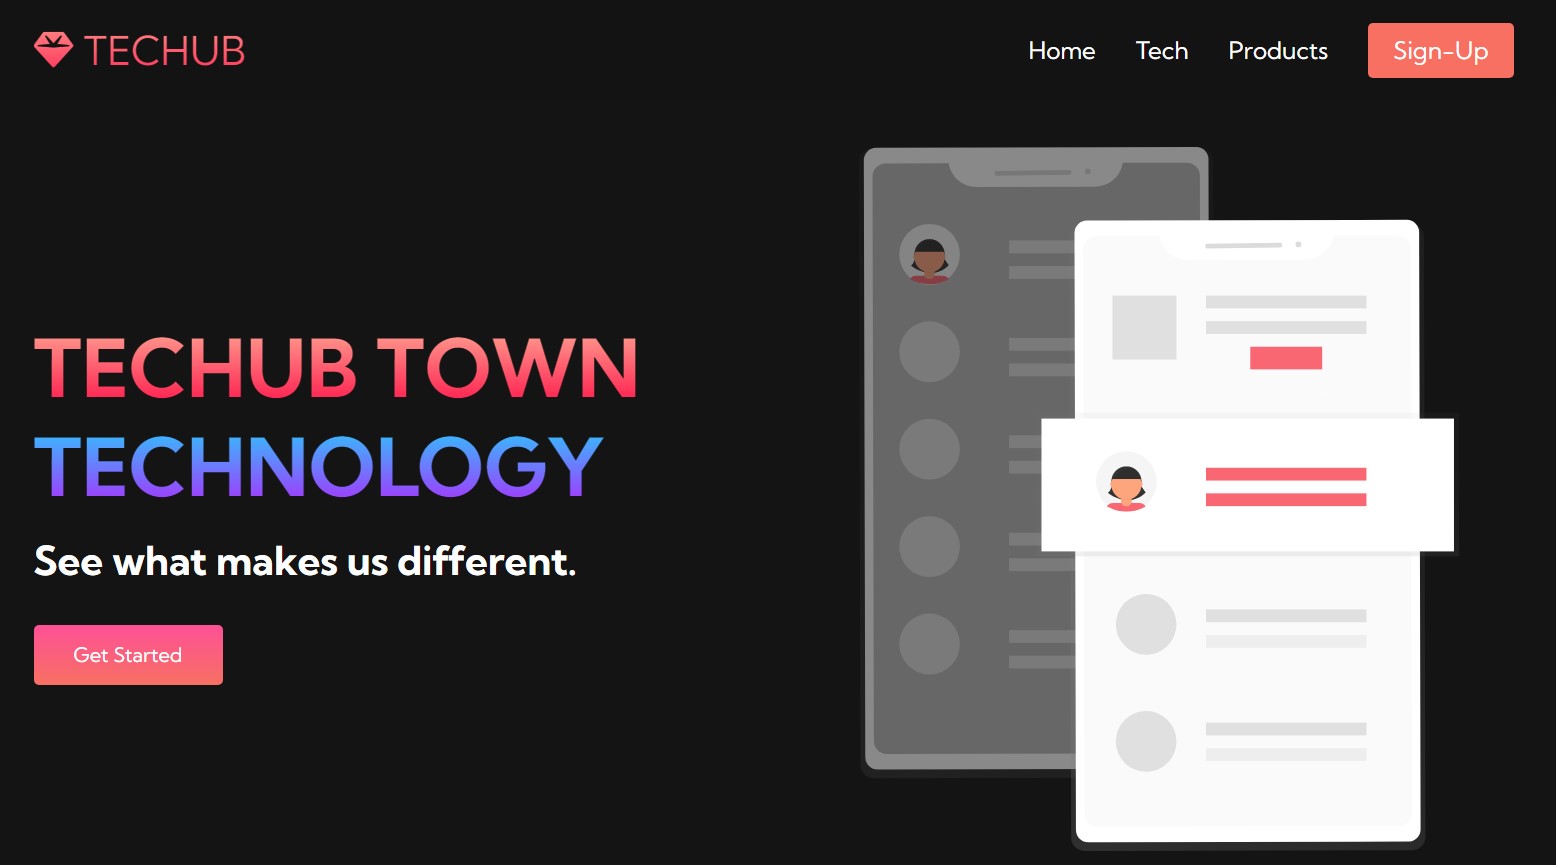 TECHUB
Home
Tech
Products
Sign-Up
TECHUB TOWN
TECHNOLOGY
See what makes us different.
Get Started